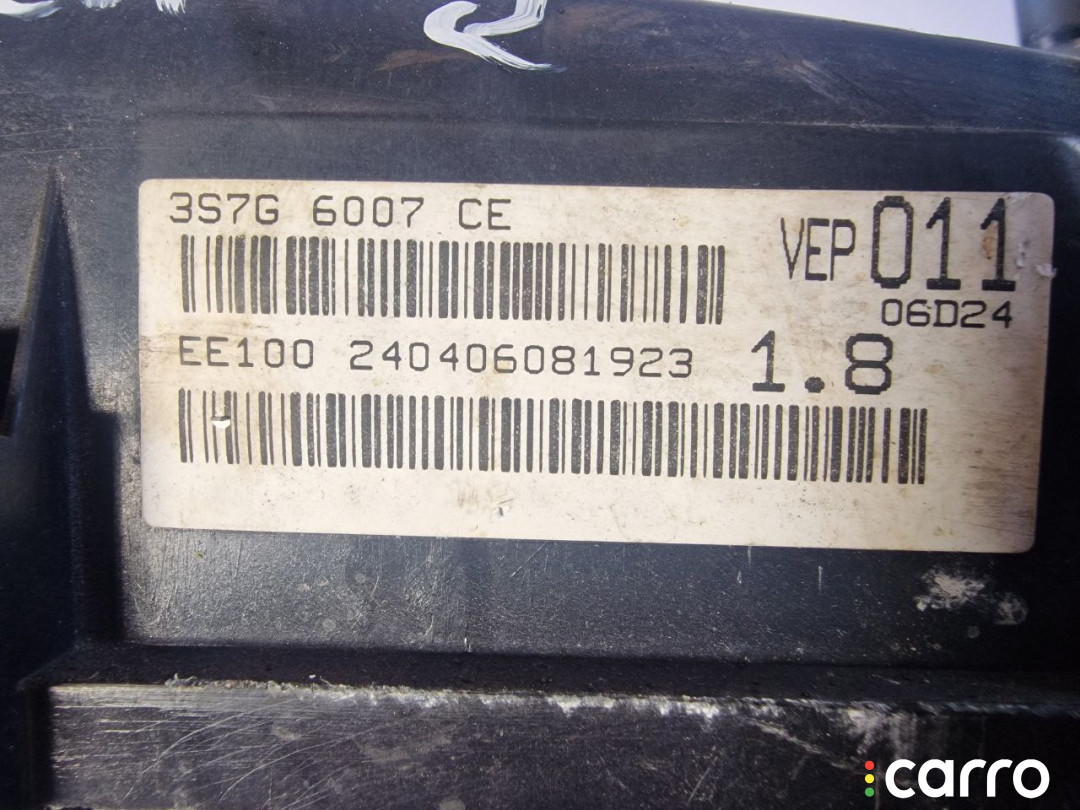 3S7G 6007 CE
VEP 011
06D24
EE100 240406081923
1.8
carro